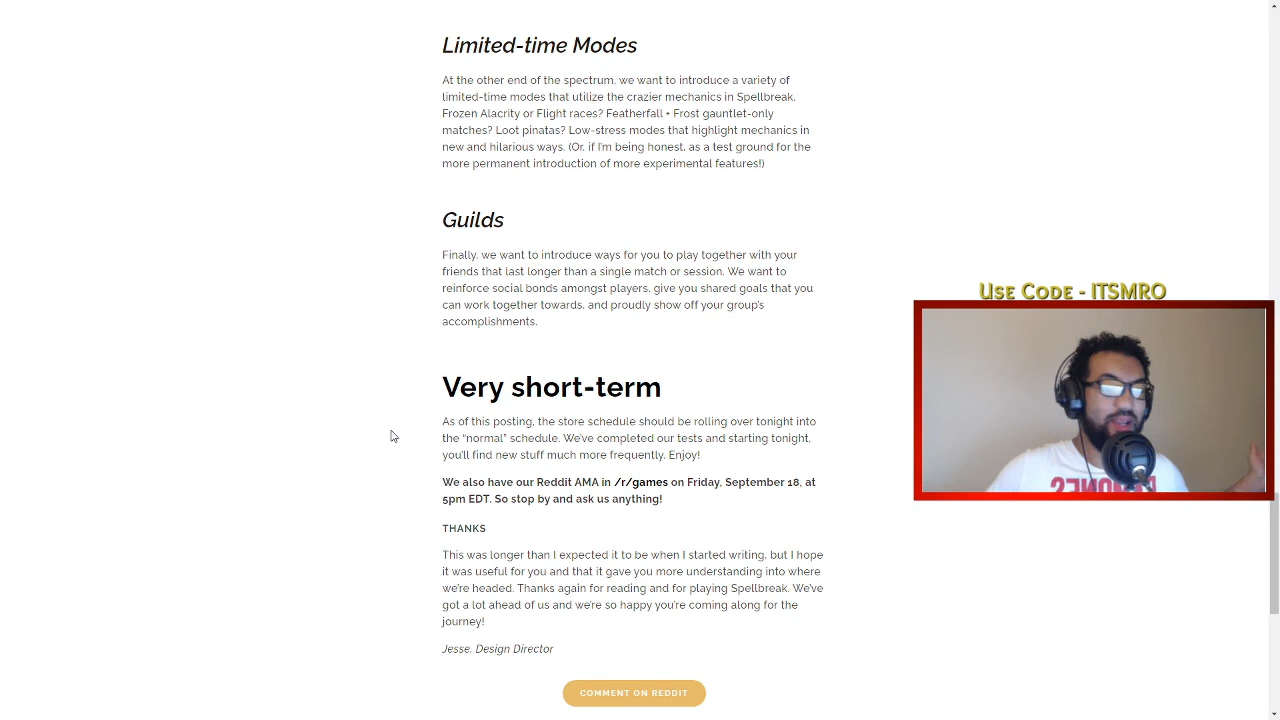 Limited-time Modes
At the other end of the spectrum, we want to introduce a variety of
limited-time modes that utilize the crazier mechanics in Spellbreak.
Frozen Alacrity or Flight races? Featherfall + Frost gauntlet-only
matches? Loot pinatas? Low-stress modes that highlight mechanics in
new and hilarious ways. (Or, if I'm being honest, as a test ground for the
more permanent introduction of more experimental features!)
Guilds
Finally, we want to introduce ways for you to play together with your
friends that last longer than a single match or session. We want to
reinforce social bonds amongst players, give you shared goals that you
can work together towards, and proudly show off your group's
accomplishments.
USE CODE - ITSMRO
Very short-term
As of this posting, the store schedule should be rolling over tonight into
the “normal” schedule. We've completed our tests and starting tonight,
you'll find new stuff much more frequently. Enjoy!
We also have our Reddit AMA in /r/games on Friday, September 18, at
5pm EDT. So stop by and ask us anything!
THANKS
This was longer than I expected it to be when I started writing, but I hope
it was useful for you and that it gave you more understanding into where
we're headed. Thanks again for reading and for playing Spellbreak. We've
got a lot ahead of us and we're so happy you're coming along for the
journey!
Jesse, Design Director
COMMENT ON REDDIT